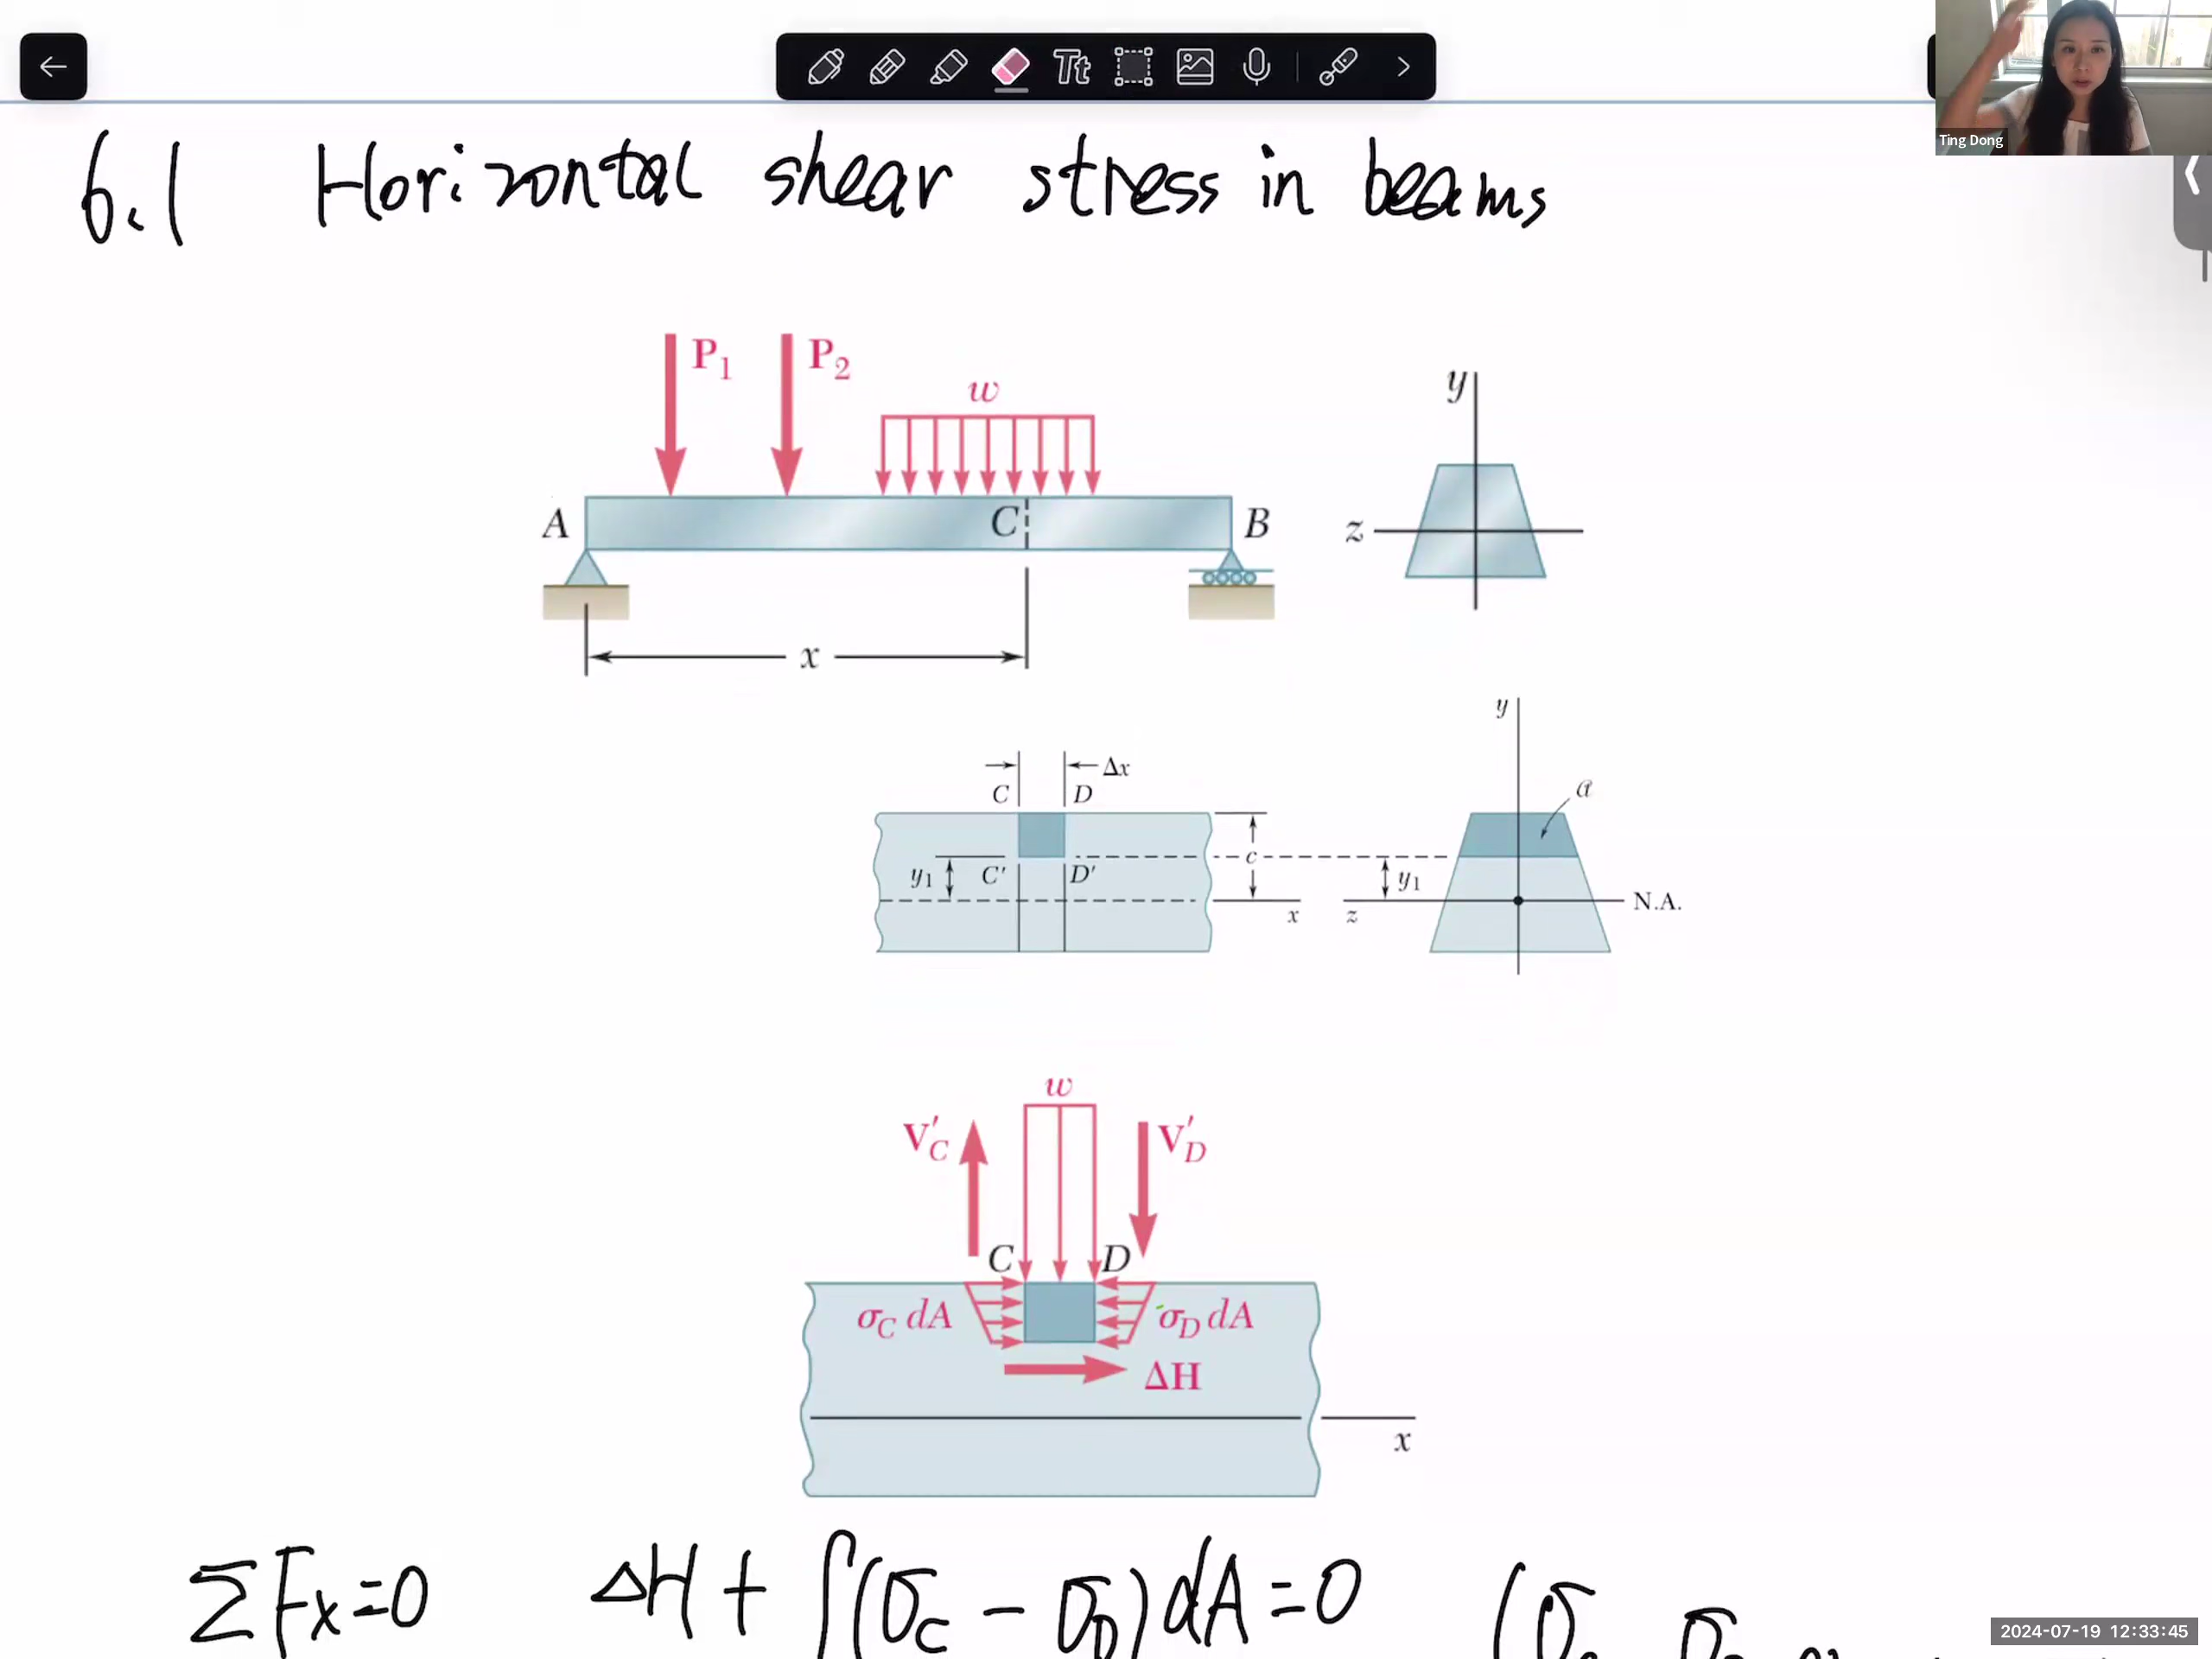 Tt
Ting Dong
6.1 Horizontal shear stress in beams
P1 P2
w
y
A C B z
x
y
Δx
C D a
y1 C' D' c y1
x z N.A.
w
V'C V'D
C D
σC dA σD dA
ΔH
x
ΣFx=0 ΔH + ∫(σC - σD) dA = 0
2024-07-19 12:33:45